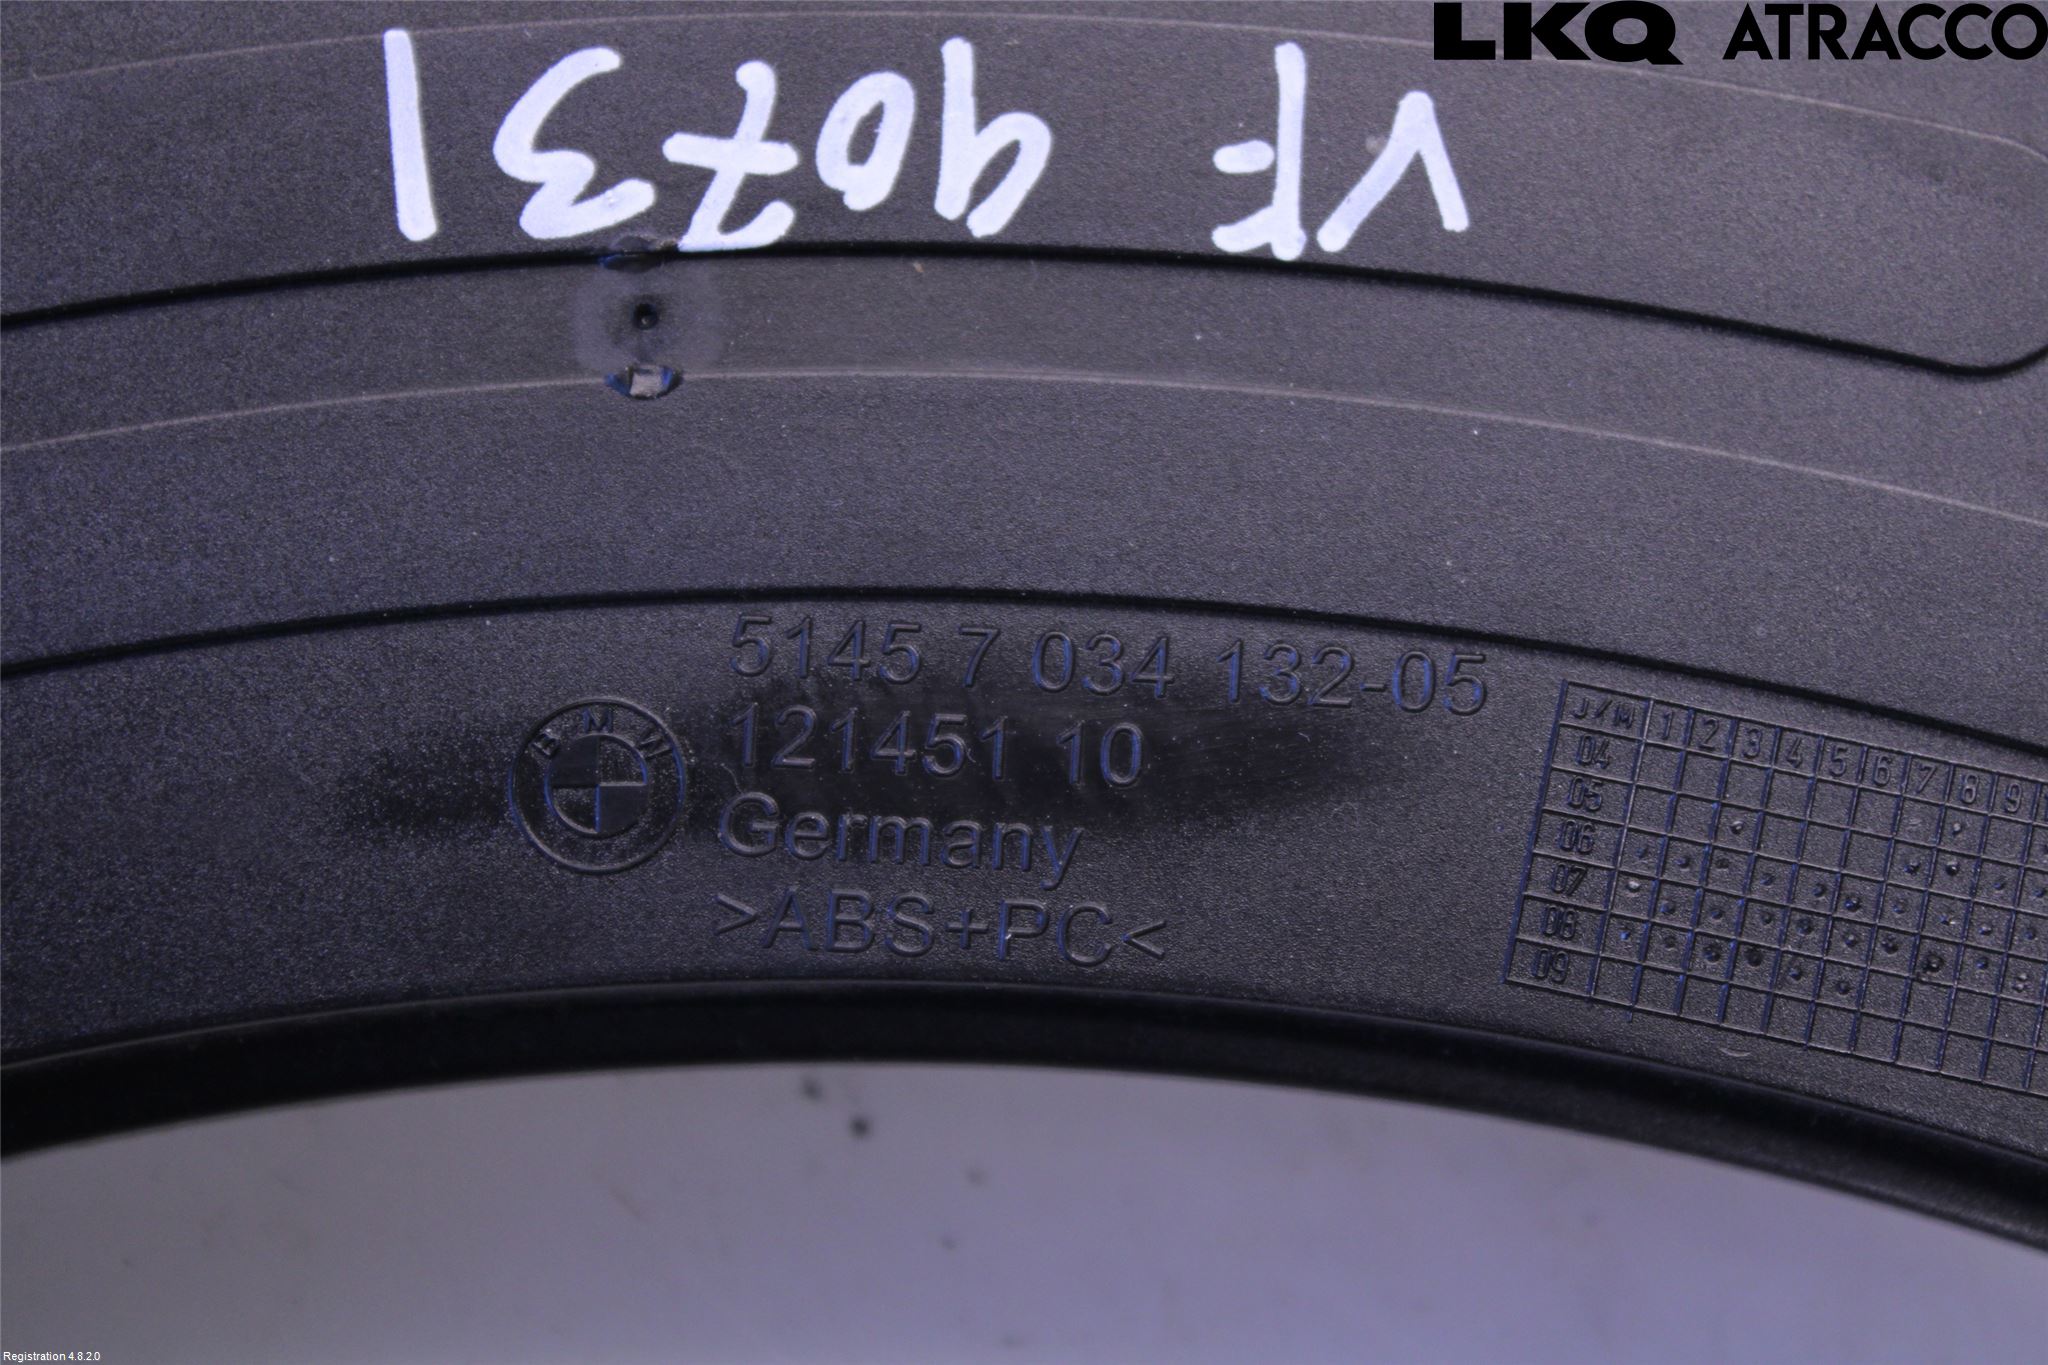 LKQ ATRACCO
VF 90731
5145 7 034 132-05
121451 10
Germany
>ABS+PC<
BMW
J/M 1 2 3 4 5 6 7 8 9
04
05
06
07
08
09
Registration 4.8.2.0